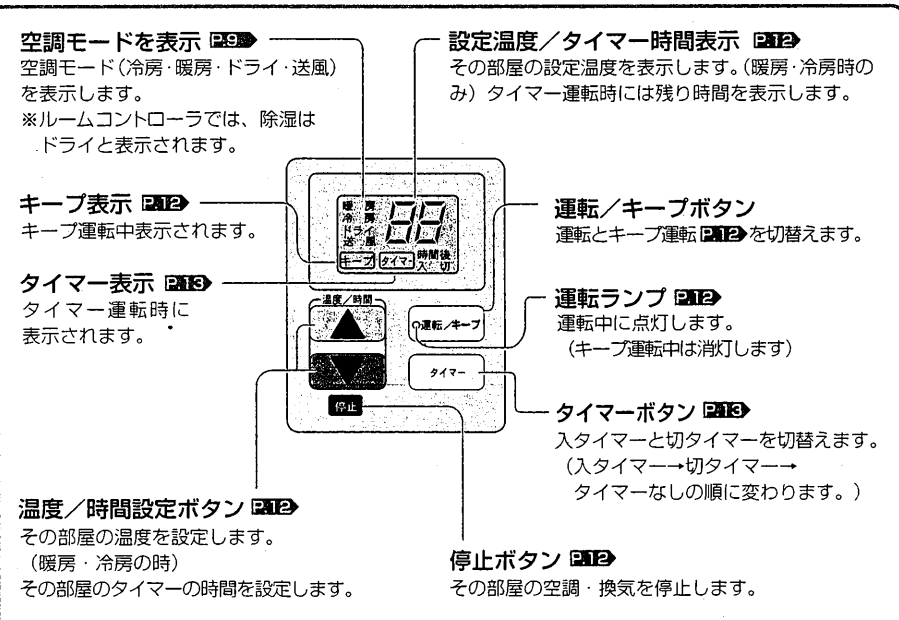 空調モードを表示 P.9
空調モード(冷房・暖房・ドライ・送風)
を表示します。
※ルームコントローラでは、除湿は
ドライと表示されます。
設定温度/タイマー時間表示 P.12
その部屋の設定温度を表示します。(暖房・冷房時の
み) タイマー運転時には残り時間を表示します。
キープ表示 P.12
キープ運転中表示されます。
タイマー表示 P.13
タイマー運転時に
表示されます。
暖房
冷房
ドライ
送風
88
キープ
タイマー
時間後
入 切
温度/時間
▲
▼
運転/キープ
タイマー
停止
運転/キープボタン
運転とキープ運転P.12を切替えます。
運転ランプ P.12
運転中に点灯します。
(キープ運転中は消灯します)
タイマーボタン P.13
入タイマーと切タイマーを切替えます。
(入タイマー→切タイマー→
タイマーなしの順に変わります。)
温度/時間設定ボタン P.12
その部屋の温度を設定します。
(暖房・冷房の時)
その部屋のタイマーの時間を設定します。
停止ボタン P.12
その部屋の空調・換気を停止します。